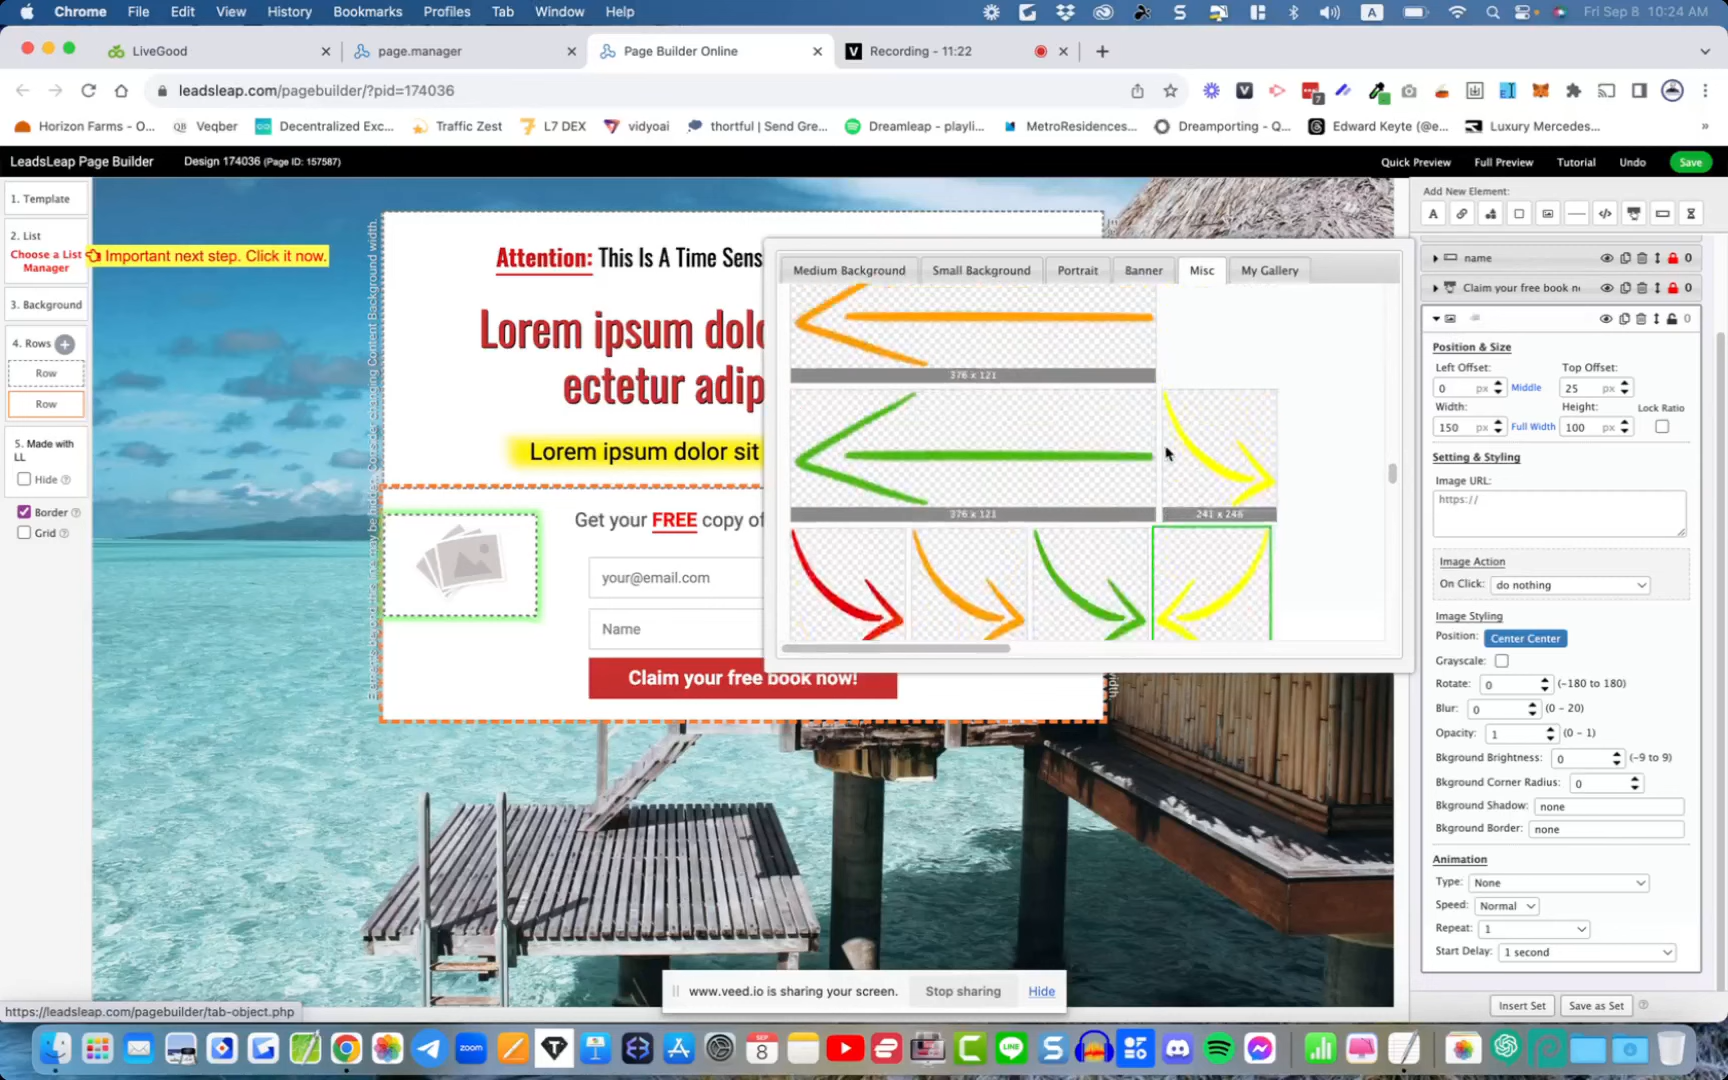 Chrome File Edit View History Bookmarks Profiles Tab Window Help
A Fri Sep 8 10:24 AM
LiveGood
page.manager
Page Builder Online
V Recording - 11:22
leadsleap.com/pagebuilder/?pid=174036
7
Horizon Farms - O... QB Veqber Decentralized Exc... Traffic Zest L7 DEX vidyoai thortful | Send Gre... Dreamleap - playli... MetroResidences... Dreamporting - Q... Edward Keyte (@e... Luxury Mercedes...
LeadsLeap Page Builder Design 174036 (Page ID: 157587) Quick Preview Full Preview Tutorial Undo Save
1. Template
2. List
Choose a List
Manager
Important next step. Click it now.
3. Background
4. Rows
Row
Row
5. Made with
LL
Hide
Border
Grid
Attention: This Is A Time Sens
Lorem ipsum dolo
ectetur adip
Lorem ipsum dolor sit
Get your FREE copy of
your@email.com
Name
Claim your free book now!
Medium Background Small Background Portrait Banner Misc My Gallery
376 x 121
376 x 121
241 x 246
Add New Element:
A
name 0
Claim your free book n 0
0
Position & Size
Left Offset: Top Offset:
0 px Middle 25 px
Width: Height: Lock Ratio
150 px Full Width 100 px
Setting & Styling
Image URL:
https://
Image Action
On Click: do nothing
Image Styling
Position: Center Center
Grayscale:
Rotate: 0 (-180 to 180)
Blur: 0 (0 - 20)
Opacity: 1 (0 - 1)
Bkground Brightness: 0 (-9 to 9)
Bkground Corner Radius: 0
Bkground Shadow: none
Bkground Border: none
Animation
Type: None
Speed: Normal
Repeat: 1
Start Delay: 1 second
Insert Set Save as Set
www.veed.io is sharing your screen. Stop sharing Hide
https://leadsleap.com/pagebuilder/tab-object.php
zoom
SEP
8
LINE